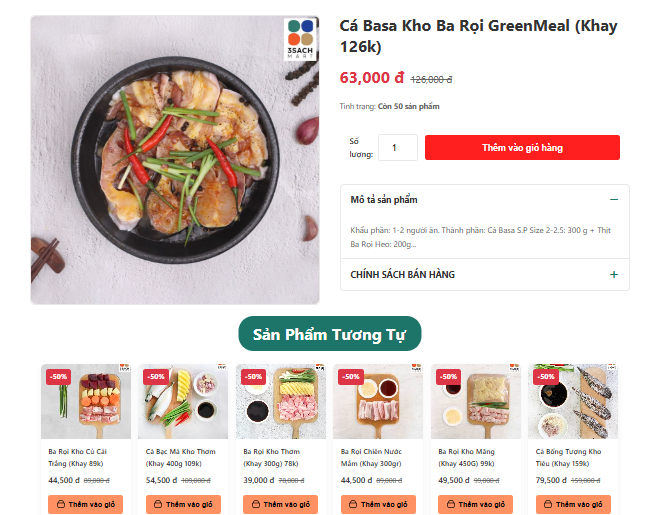 3SACH
MART
Cá Basa Kho Ba Rọi GreenMeal (Khay
126k)
63,000 đ 126,000 đ
Tình trạng: Còn 50 sản phẩm
Số
lượng:
1
Thêm vào giỏ hàng
Mô tả sản phẩm
Khẩu phần: 1-2 người ăn. Thành phần: Cá Basa S.P Size 2-2.5: 300 g + Thịt
Ba Rọi Heo: 200g...
CHÍNH SÁCH BÁN HÀNG
Sản Phẩm Tương Tự
-50% -50% -50% -50% -50% -50%
Ba Rọi Kho Củ Cải
Trắng (Khay 89k)
44,500 đ 89,000 đ
Thêm vào giỏ
Cá Bạc Má Kho Thơm
(Khay 400g 109k)
54,500 đ 109,000 đ
Thêm vào giỏ
Ba Rọi Kho Thơm
(Khay 300g) 78k)
39,000 đ 78,000 đ
Thêm vào giỏ
Ba Rọi Chiên Nước
Mắm (Khay 300gr)
44,500 đ 89,000 đ
Thêm vào giỏ
Ba Rọi Kho Măng
(Khay 450G) 99k)
49,500 đ 99,000 đ
Thêm vào giỏ
Cá Bống Tượng Kho
Tiêu (Khay 159k)
79,500 đ 159,000 đ
Thêm vào giỏ